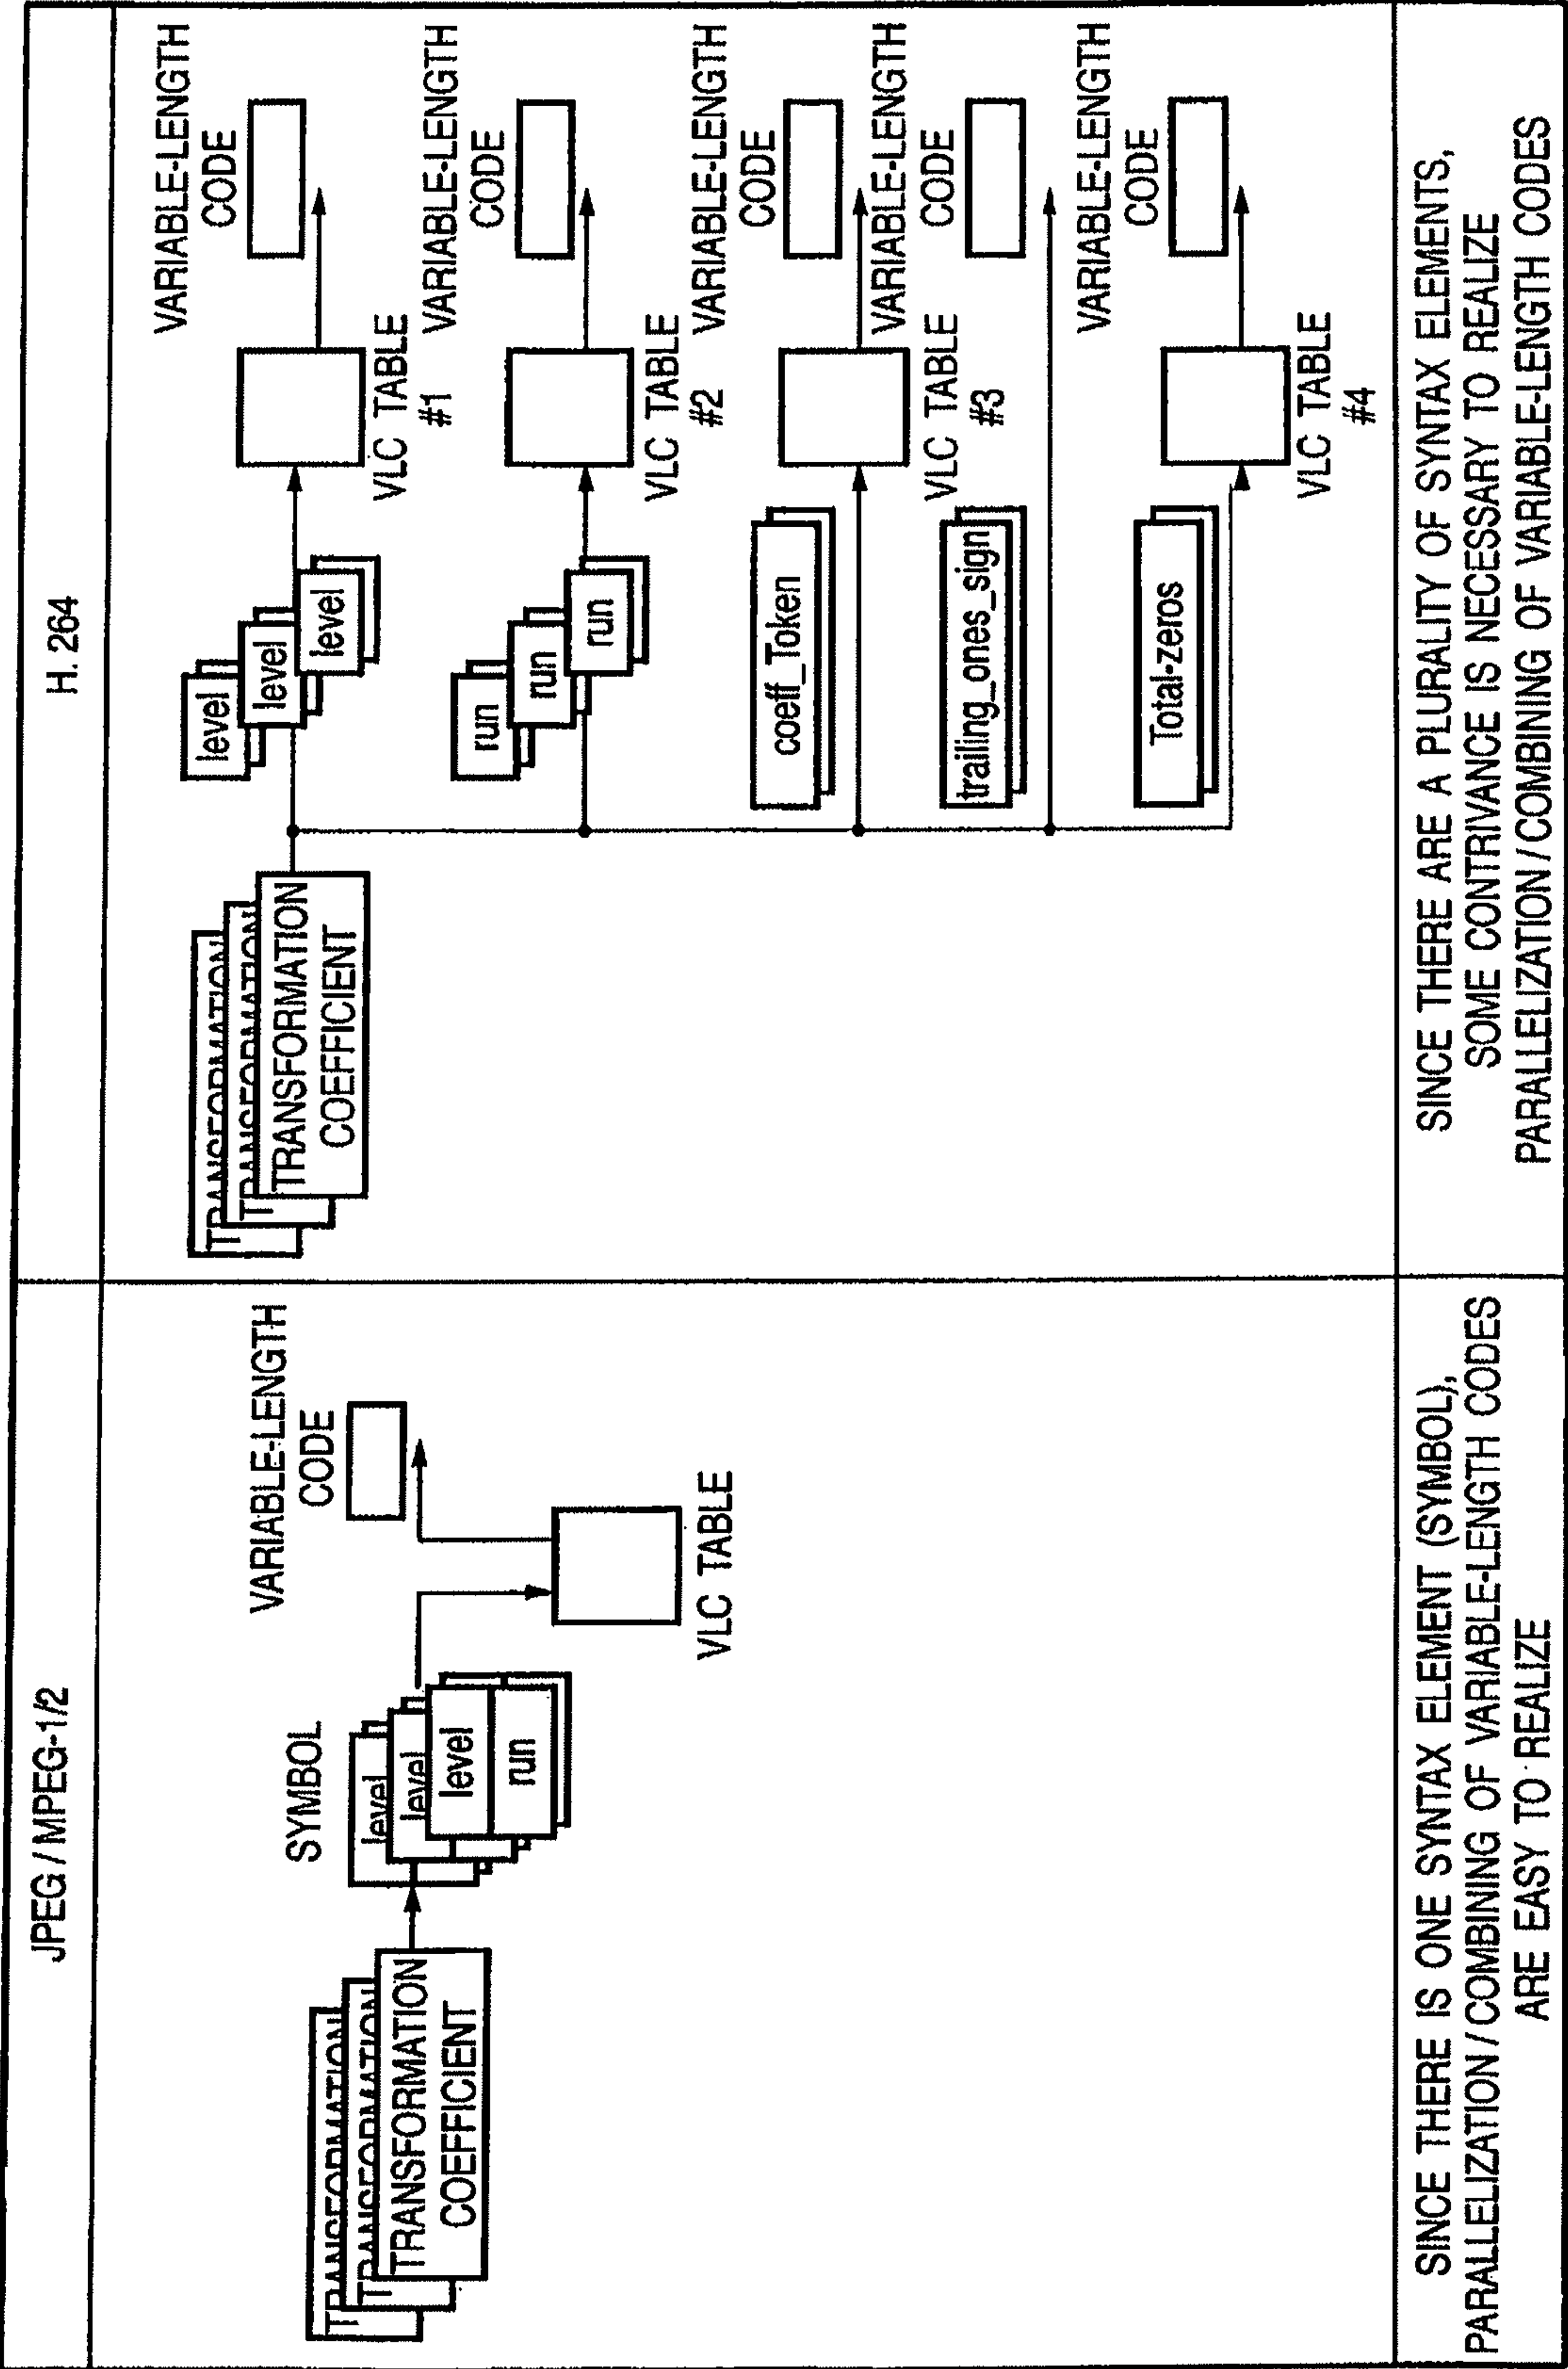 JPEG / MPEG-1/2
TRANSFORMATION
TRANSFORMATION
TRANSFORMATION
COEFFICIENT
SYMBOL
level
level
level
run
VARIABLE-LENGTH
CODE
VLC TABLE
SINCE THERE IS ONE SYNTAX ELEMENT (SYMBOL),
PARALLELIZATION / COMBINING OF VARIABLE-LENGTH CODES
ARE EASY TO REALIZE
H. 264
TRANSFORMATION
TRANSFORMATION
TRANSFORMATION
COEFFICIENT
level
level
level
VLC TABLE
#1
VARIABLE-LENGTH
CODE
run
run
run
VLC TABLE
#2
VARIABLE-LENGTH
CODE
coeff_Token
VLC TABLE
#3
VARIABLE-LENGTH
CODE
trailing_ones_sign
VARIABLE-LENGTH
CODE
Total-zeros
VLC TABLE
#4
VARIABLE-LENGTH
CODE
SINCE THERE ARE A PLURALITY OF SYNTAX ELEMENTS,
SOME CONTRIVANCE IS NECESSARY TO REALIZE
PARALLELIZATION / COMBINING OF VARIABLE-LENGTH CODES